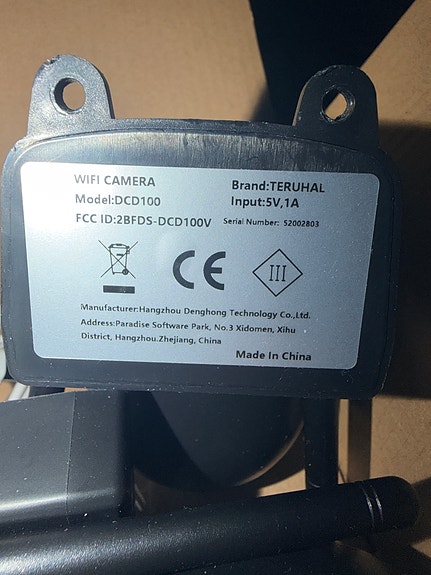 WIFI CAMERA Brand:TERUHAL
Model:DCD100 Input:5V,1A
FCC ID:2BFDS-DCD100V Serial Number: S2002803
CE III
Manufacturer:Hangzhou Denghong Technology Co.,Ltd.
Address:Paradise Software Park, No.3 Xidomen, Xihu
District, Hangzhou.Zhejiang, China
Made In China